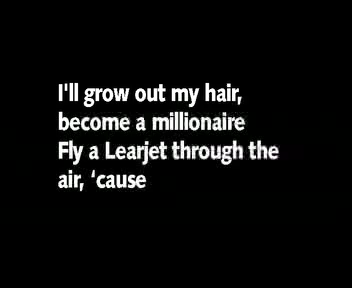 I'll grow out my hair,
become a millionaire
Fly a Learjet through the
air, ‘cause